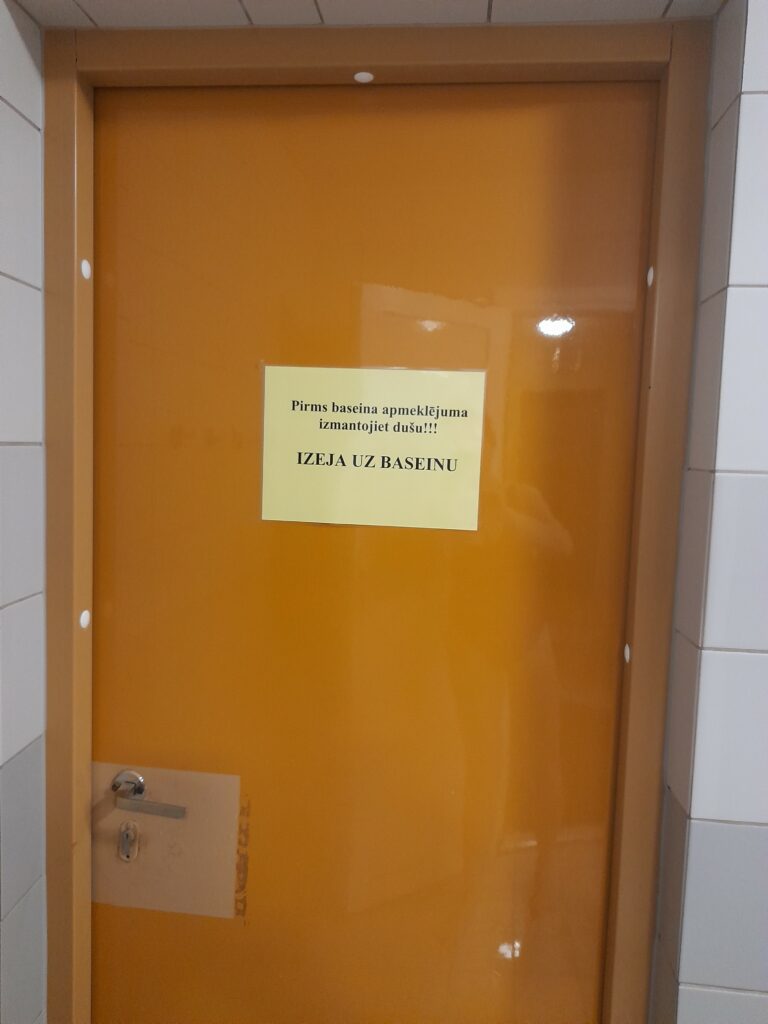 Pirms baseina apmeklējuma
izmantojiet dušu!!!
IZEJA UZ BASEINU